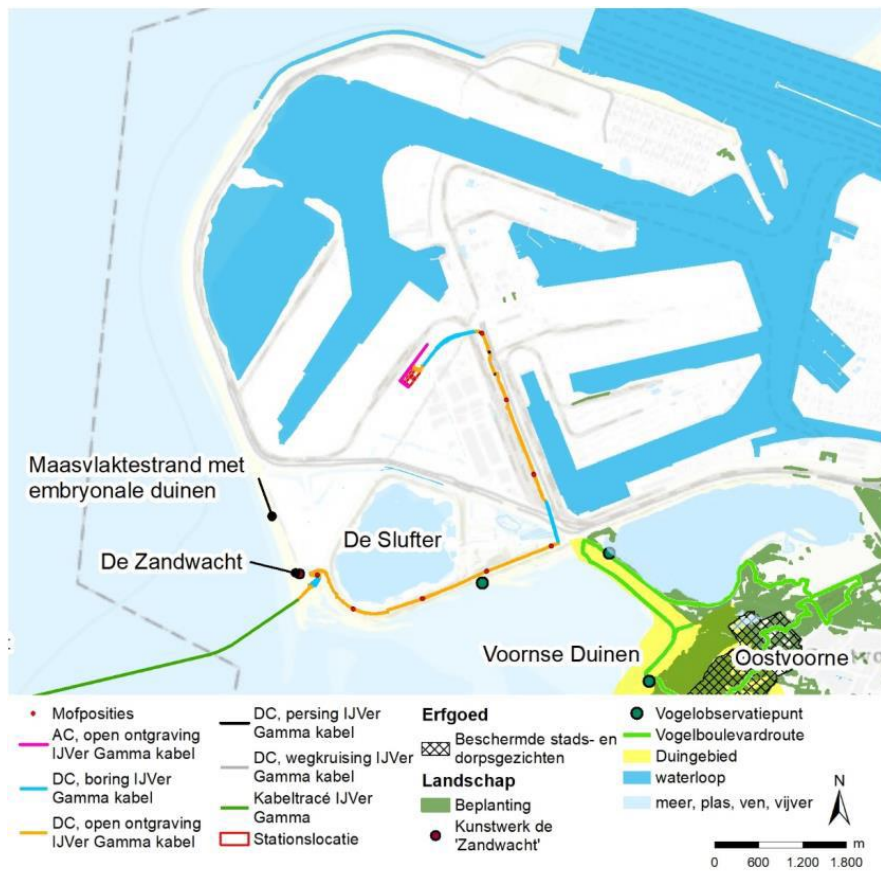 Maasvlaktestrand met
embryonale duinen
De Slufter
De Zandwacht
Voornse Duinen
Oostvoorne
Mofposities
AC, open ontgraving
IJVer Gamma kabel
DC, boring IJVer
Gamma kabel
DC, open ontgraving
IJVer Gamma kabel
DC, persing IJVer
Gamma kabel
DC, wegkruising IJVer
Gamma kabel
Kabeltracé IJVer
Gamma
Stationslocatie
Erfgoed
Beschermde stads- en
dorpsgezichten
Landschap
Beplanting
Kunstwerk de
'Zandwacht'
Vogelobservatiepunt
Vogelboulevardroute
Duingebied
waterloop
meer, plas, ven, vijver
N
m
0 600 1.200 1.800